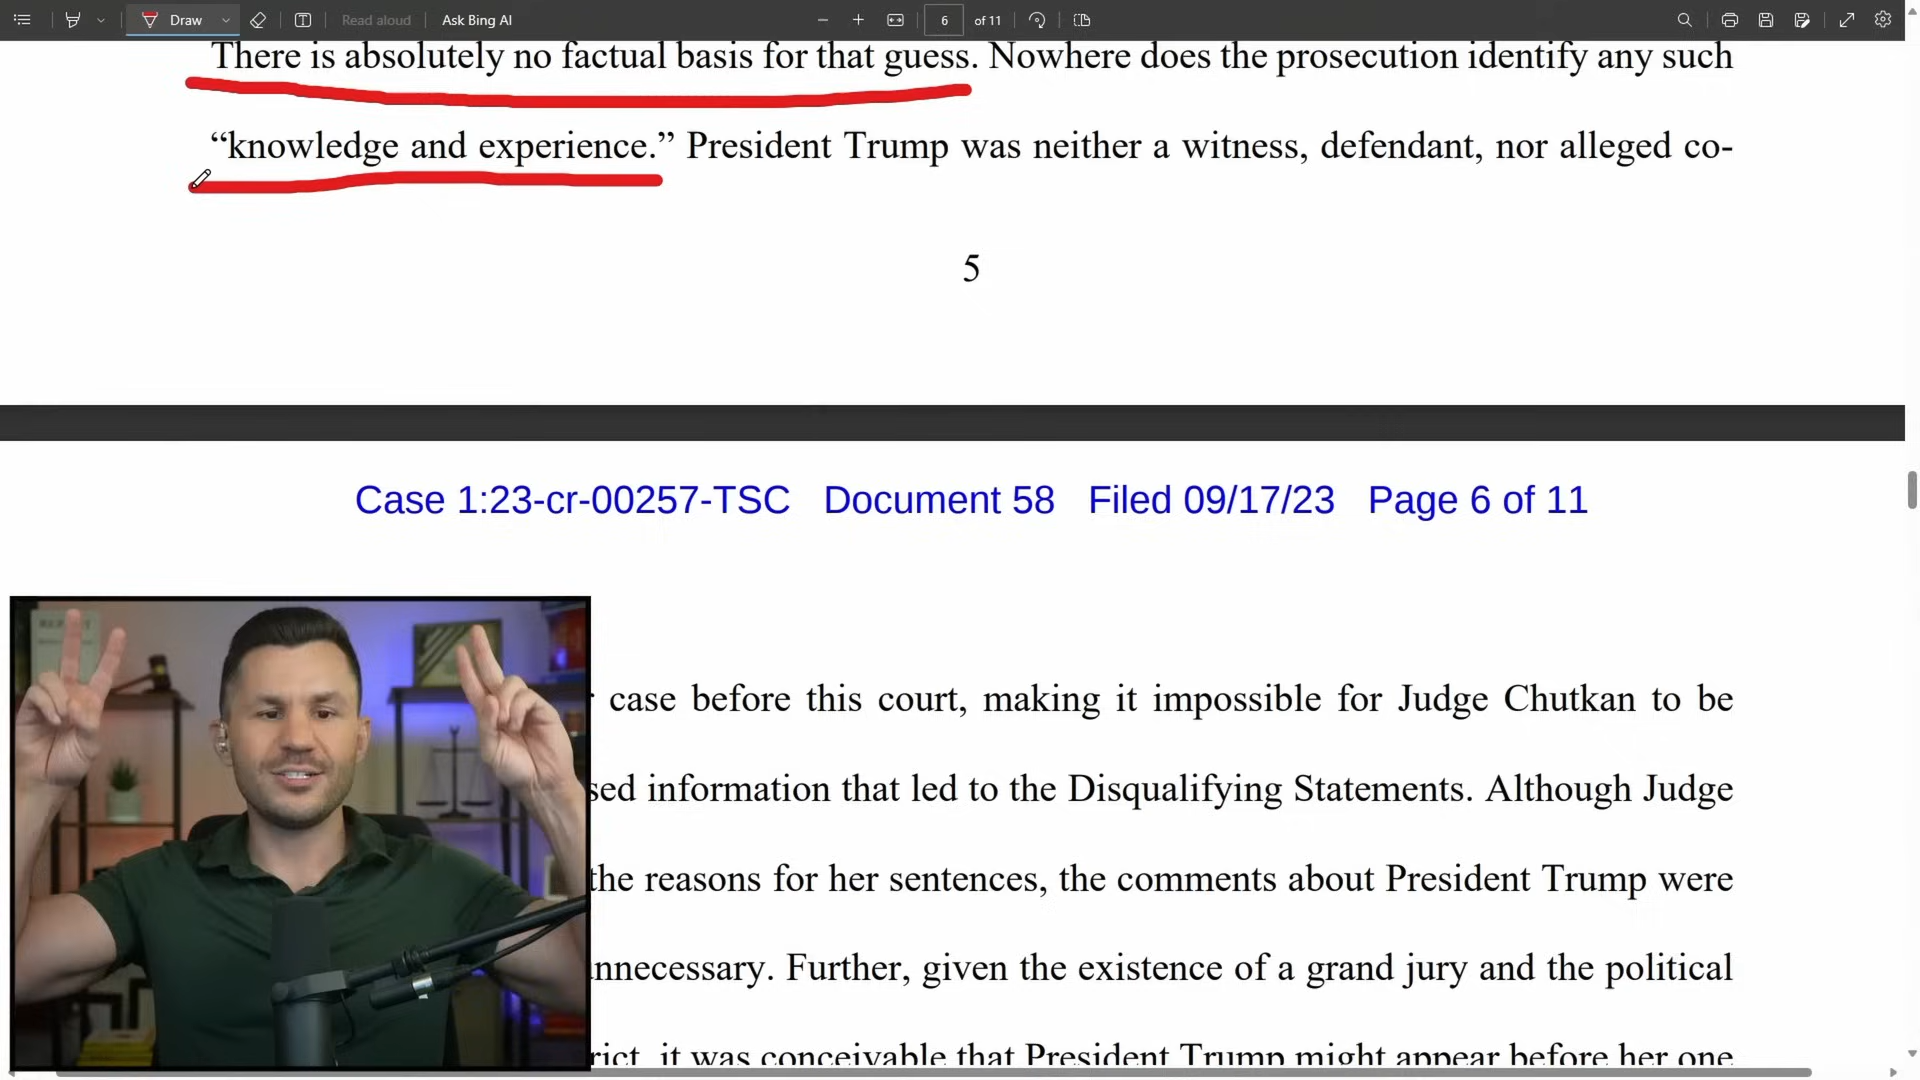 Draw Read aloud Ask Bing AI 6 of 11
There is absolutely no factual basis for that guess. Nowhere does the prosecution identify any such
“knowledge and experience.” President Trump was neither a witness, defendant, nor alleged co-
5
Case 1:23-cr-00257-TSC Document 58 Filed 09/17/23 Page 6 of 11
case before this court, making it impossible for Judge Chutkan to be
sed information that led to the Disqualifying Statements. Although Judge
the reasons for her sentences, the comments about President Trump were
nnecessary. Further, given the existence of a grand jury and the political
rict, it was conceivable that President Trump might appear before her one